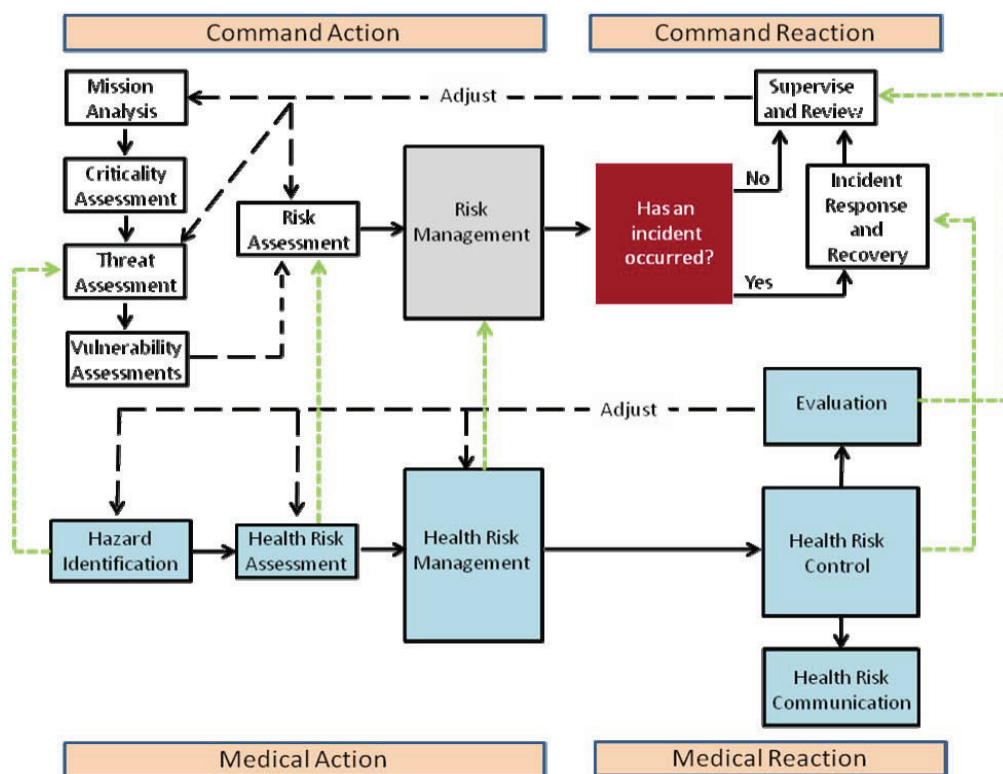 Command Action
Command Reaction
Mission
Analysis
Adjust
Supervise
and Review
Criticality
Assessment
Risk
Assessment
Risk
Management
Has an
incident
occurred?
No
Yes
Incident
Response
and
Recovery
Threat
Assessment
Vulnerability
Assessments
Adjust
Evaluation
Hazard
Identification
Health Risk
Assessment
Health Risk
Management
Health Risk
Control
Health Risk
Communication
Medical Action
Medical Reaction